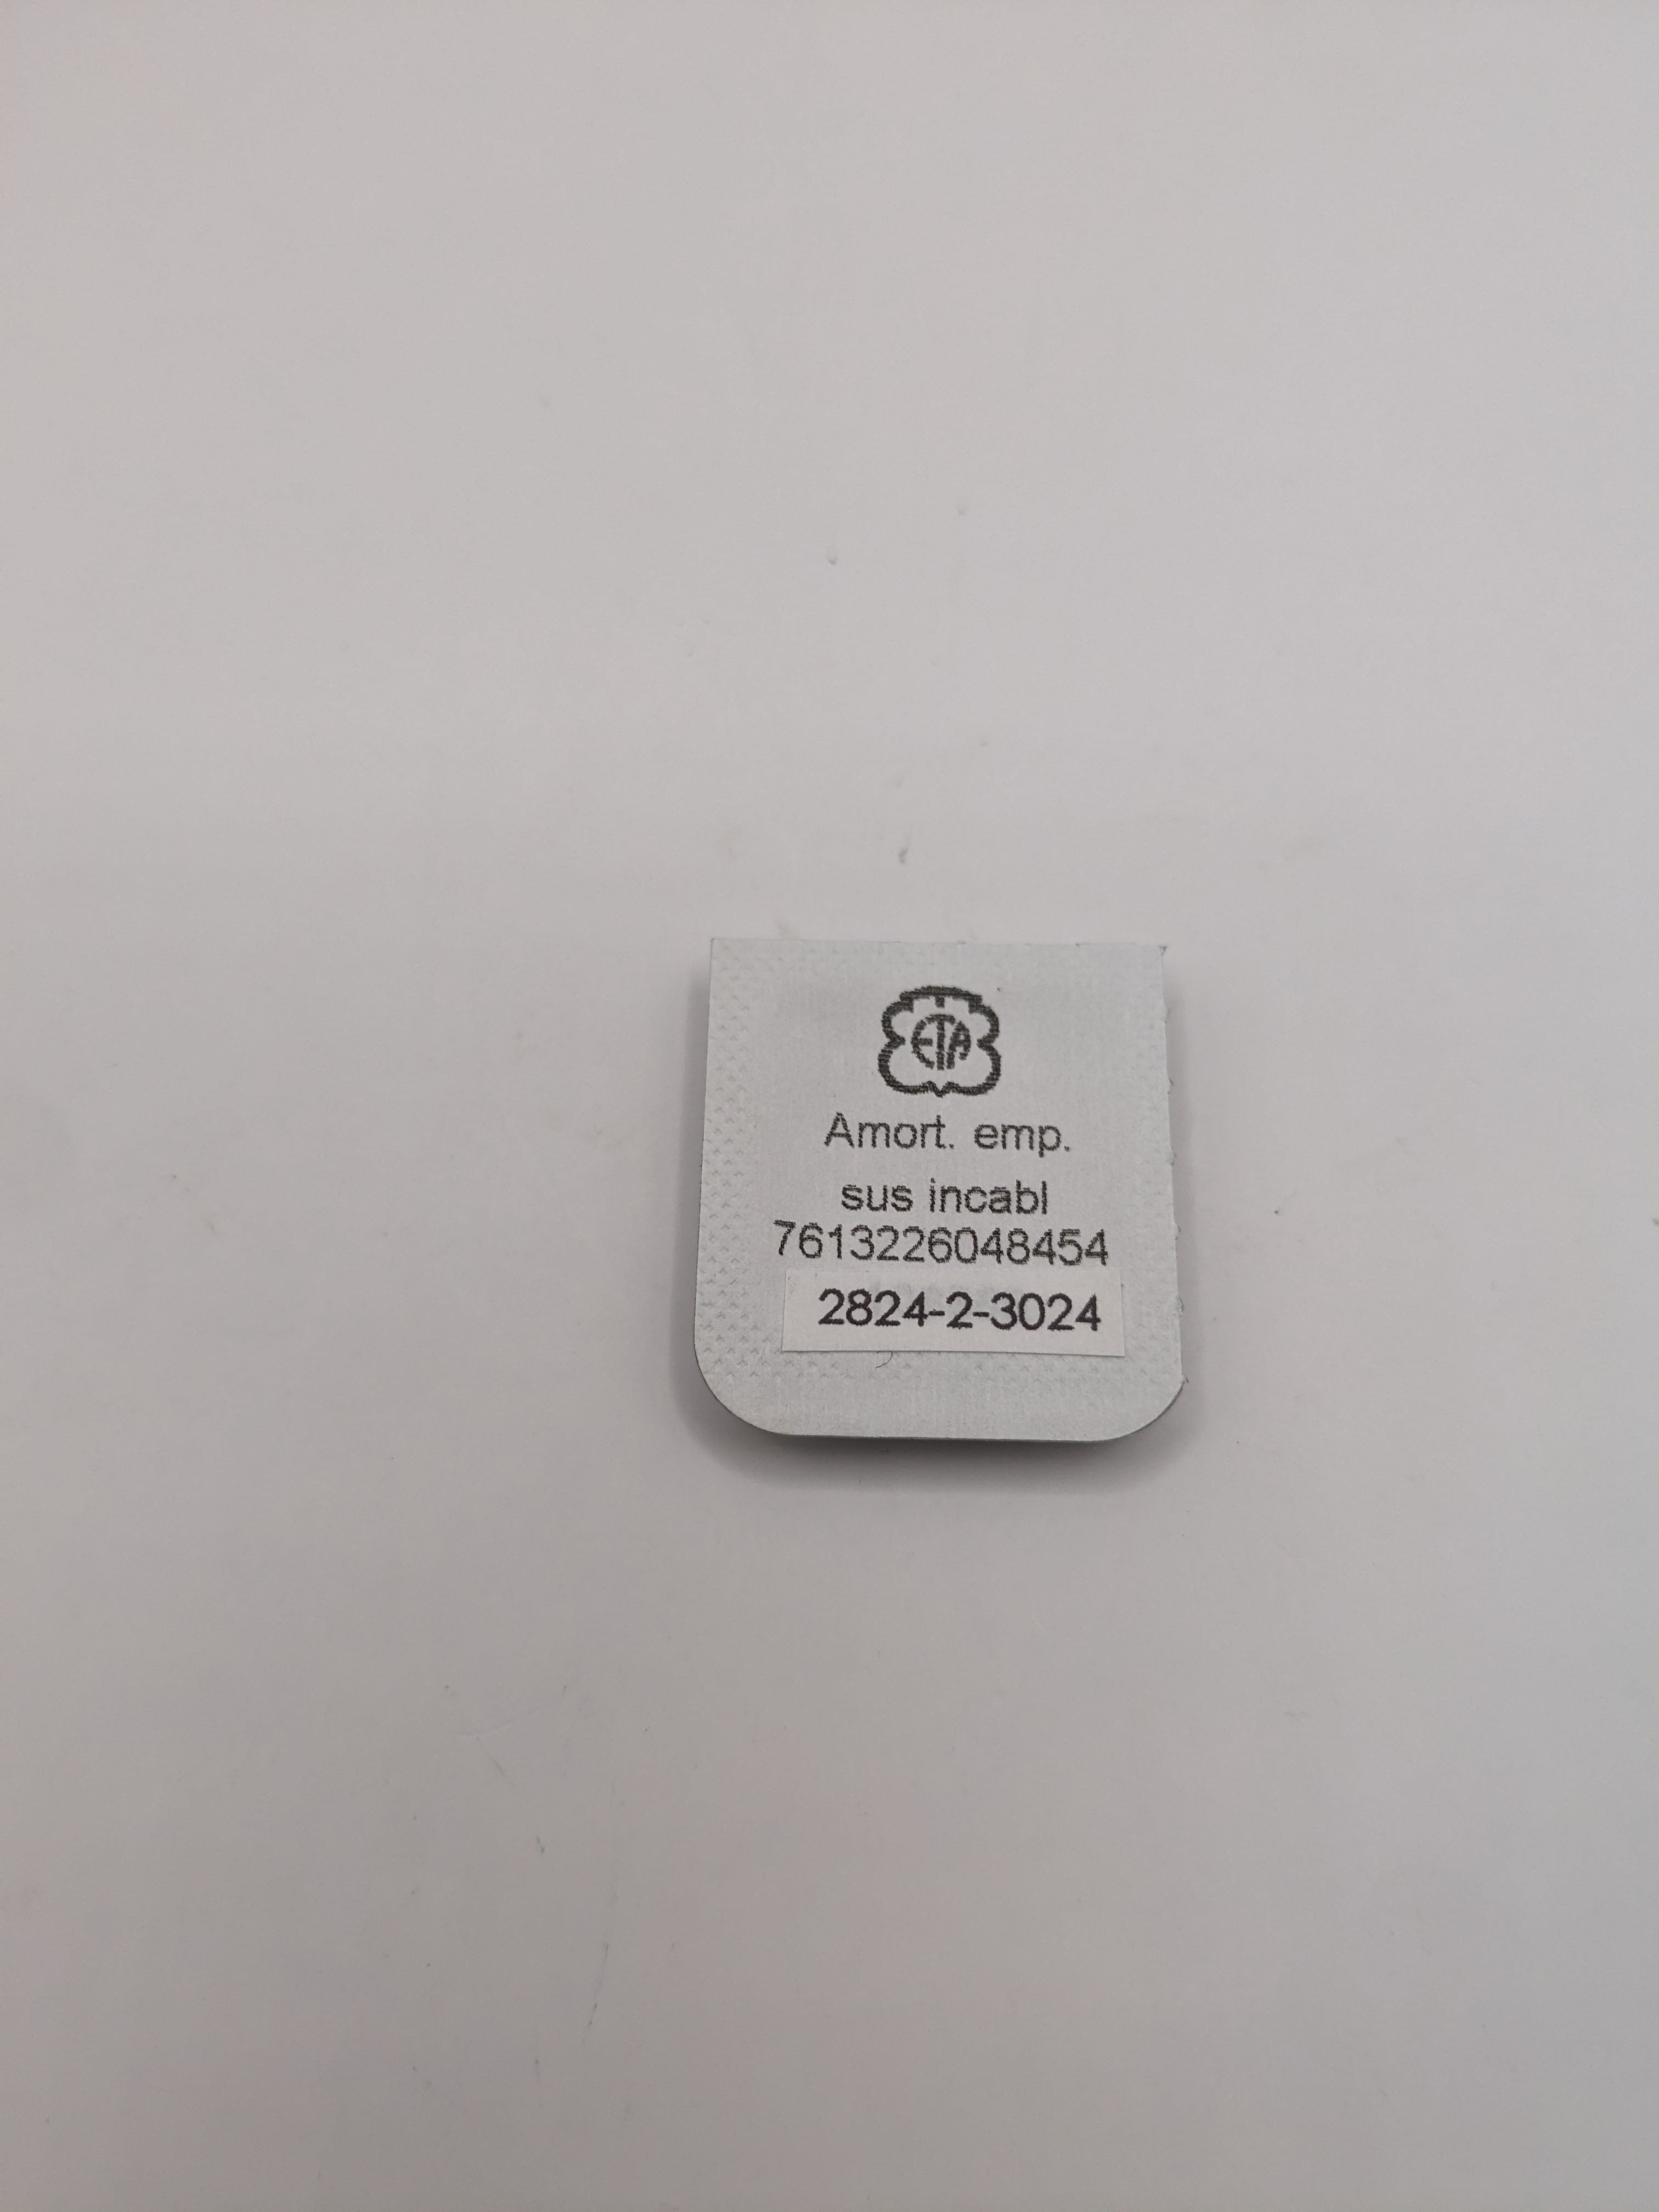 ETA
Amort. emp.
sus incabl
7613226048454
2824-2-3024